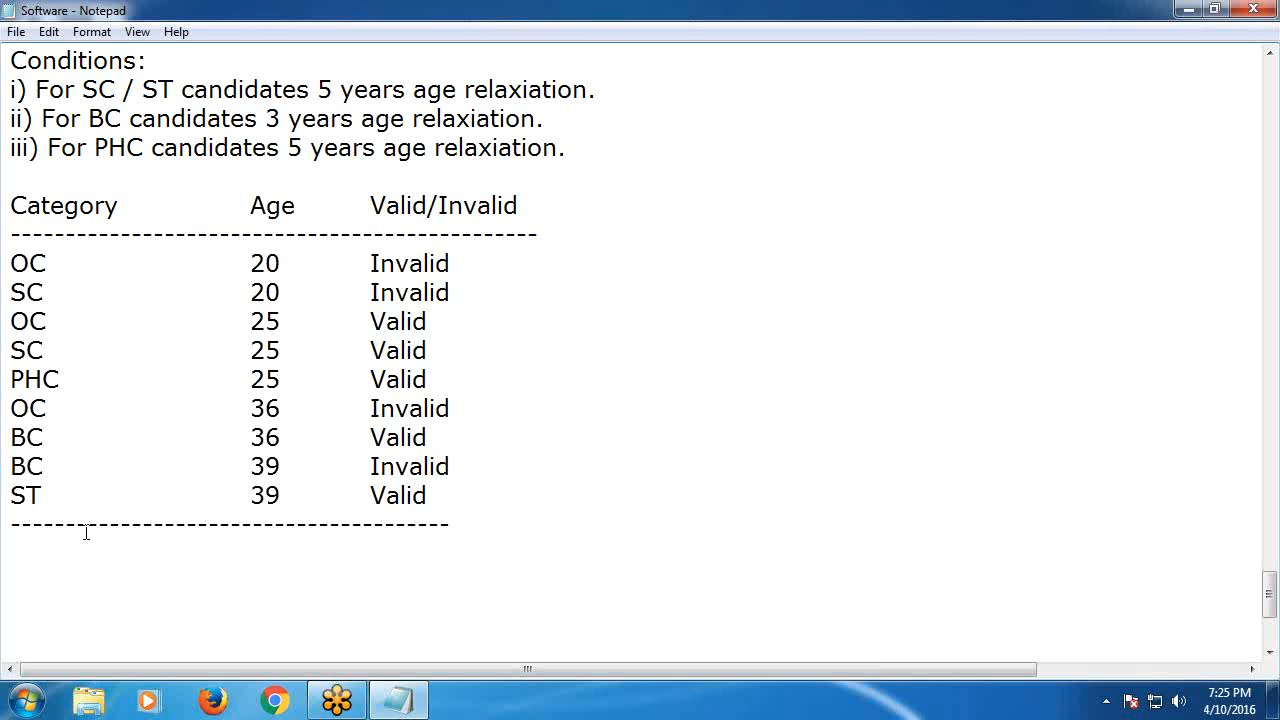 Software - Notepad
File Edit Format View Help
Conditions:
i) For SC / ST candidates 5 years age relaxiation.
ii) For BC candidates 3 years age relaxiation.
iii) For PHC candidates 5 years age relaxiation.
Category Age Valid/Invalid
------------------------------------------------
OC 20 Invalid
SC 20 Invalid
OC 25 Valid
SC 25 Valid
PHC 25 Valid
OC 36 Invalid
BC 36 Valid
BC 39 Invalid
ST 39 Valid
----------------------------------------
7:25 PM
4/10/2016